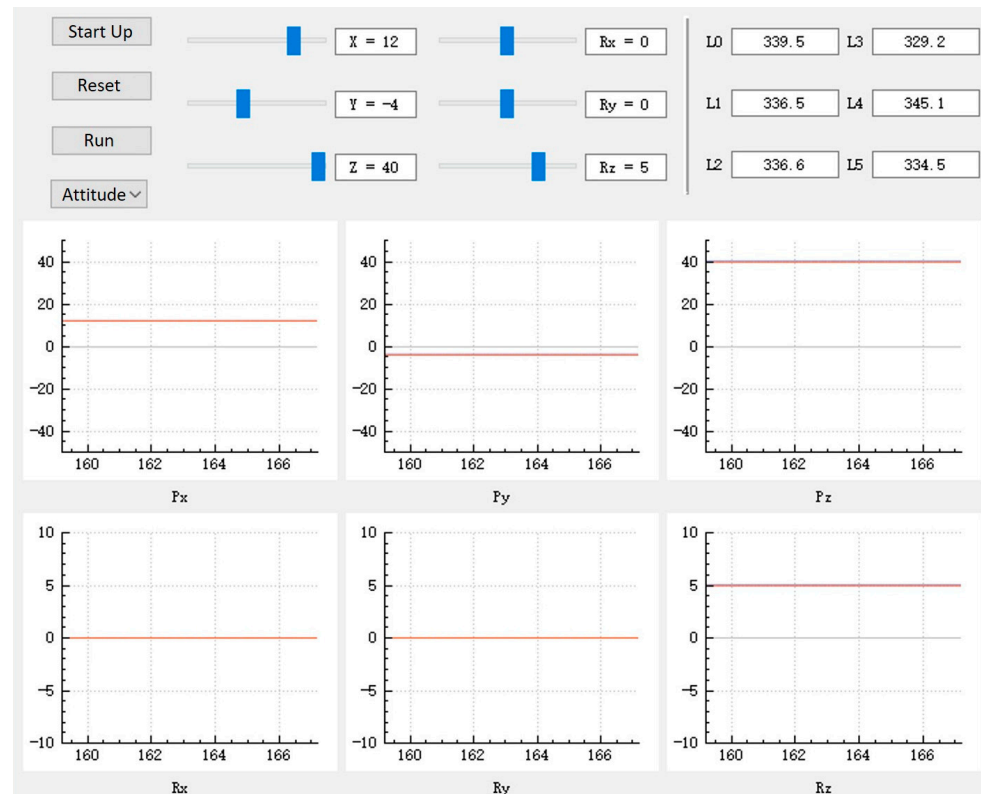 Start Up
X = 12
Rx = 0
L0
339.5
L3
329.2
Reset
Y = -4
Ry = 0
L1
336.5
L4
345.1
Run
Z = 40
Rz = 5
L2
336.6
L5
334.5
Attitude
40
20
0
-20
-40
160 162 164 166
Px
40
20
0
-20
-40
160 162 164 166
Py
40
20
0
-20
-40
160 162 164 166
Pz
10
5
0
-5
-10
160 162 164 166
Rx
10
5
0
-5
-10
160 162 164 166
Ry
10
5
0
-5
-10
160 162 164 166
Rz